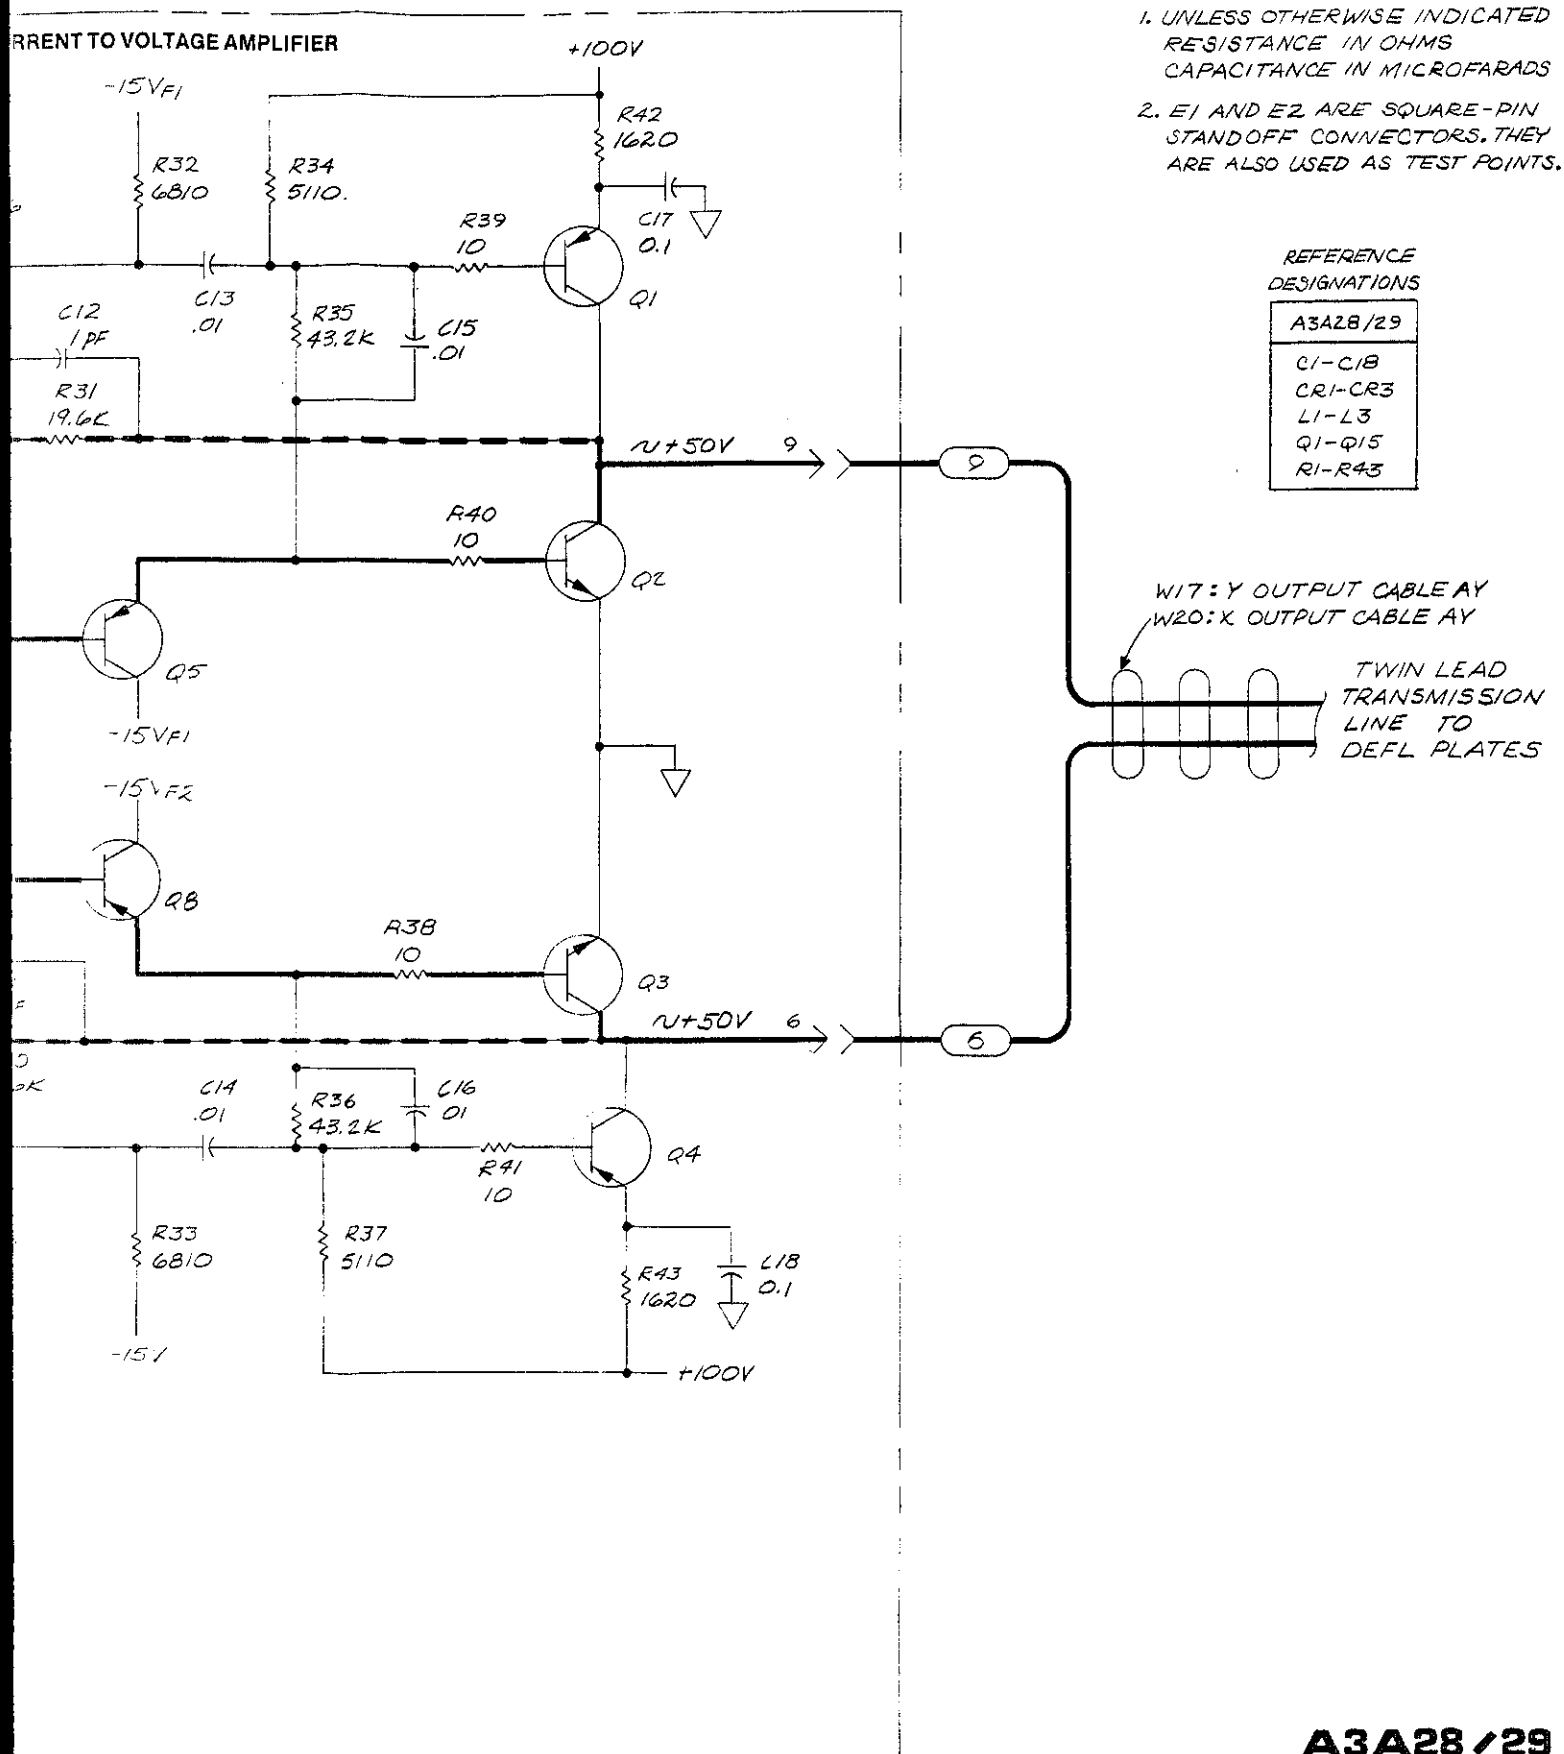 RRENT TO VOLTAGE AMPLIFIER
+100V
-15VF1
R32
6810
R34
5110.
R42
1620
R39
10
C17
0.1
Q1
C13
.01
R35
43.2K
C15
.01
C12
1 PF
R31
19.6K
~+50V 9
9
R40
10
Q2
Q5
-15VF1
-15VF2
Q8
R38
10
Q3
~+50V 6
6
C14
.01
R36
43.2K
C16
01
R41
10
Q4
R33
6810
R37
5110
R43
1620
C18
0.1
-15V
+100V
1. UNLESS OTHERWISE INDICATED
RESISTANCE IN OHMS
CAPACITANCE IN MICROFARADS
2. E1 AND E2 ARE SQUARE-PIN
STANDOFF CONNECTORS. THEY
ARE ALSO USED AS TEST POINTS.
REFERENCE
DESIGNATIONS
A3A28/29
C1-C18
CR1-CR3
L1-L3
Q1-Q15
R1-R43
W17: Y OUTPUT CABLE AY
W20: X OUTPUT CABLE AY
TWIN LEAD
TRANSMISSION
LINE TO
DEFL PLATES
A3A28/29